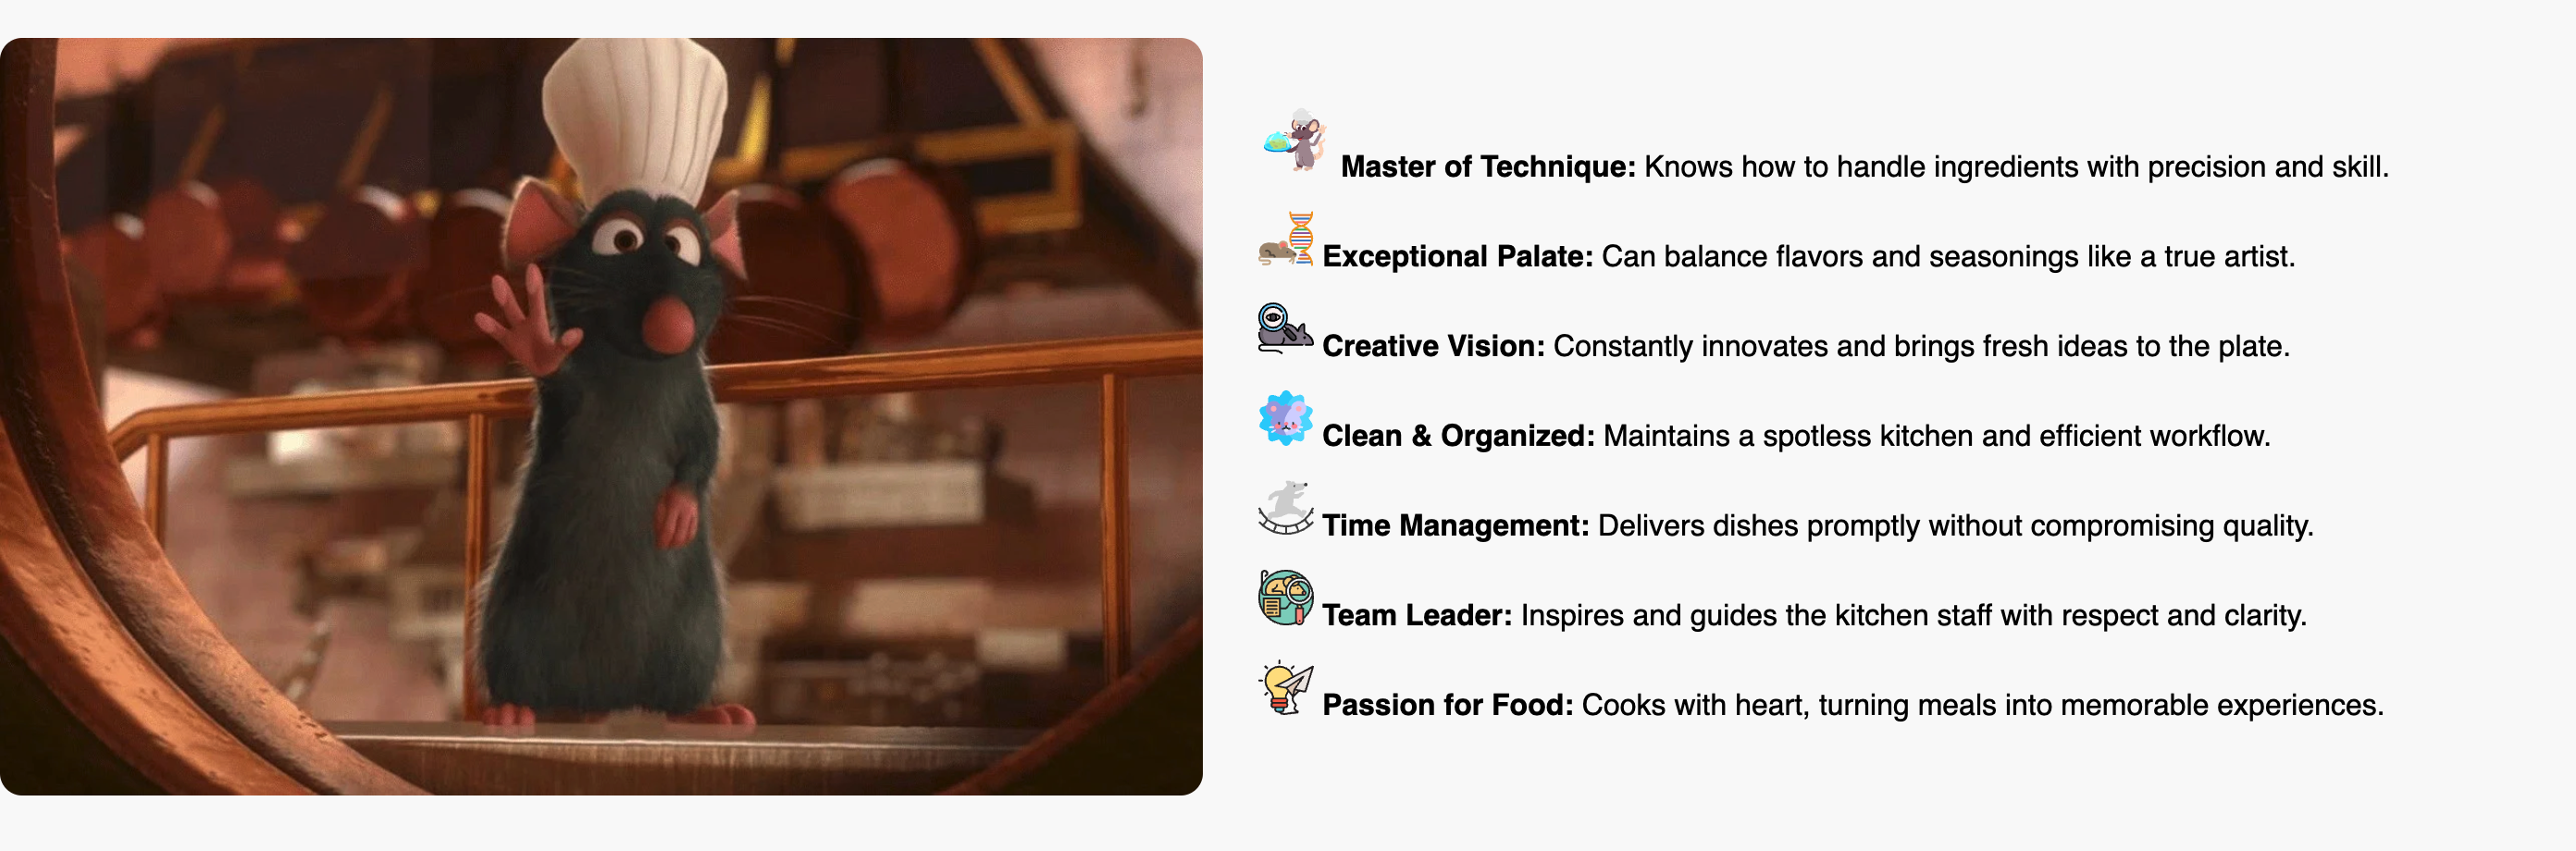 Master of Technique: Knows how to handle ingredients with precision and skill.
Exceptional Palate: Can balance flavors and seasonings like a true artist.
Creative Vision: Constantly innovates and brings fresh ideas to the plate.
Clean & Organized: Maintains a spotless kitchen and efficient workflow.
Time Management: Delivers dishes promptly without compromising quality.
Team Leader: Inspires and guides the kitchen staff with respect and clarity.
Passion for Food: Cooks with heart, turning meals into memorable experiences.